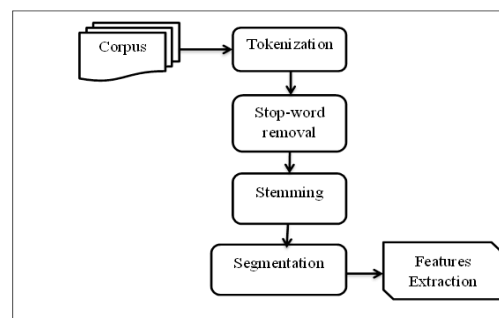 Corpus
Tokenization
Stop-word
removal
Stemming
Segmentation
Features
Extraction